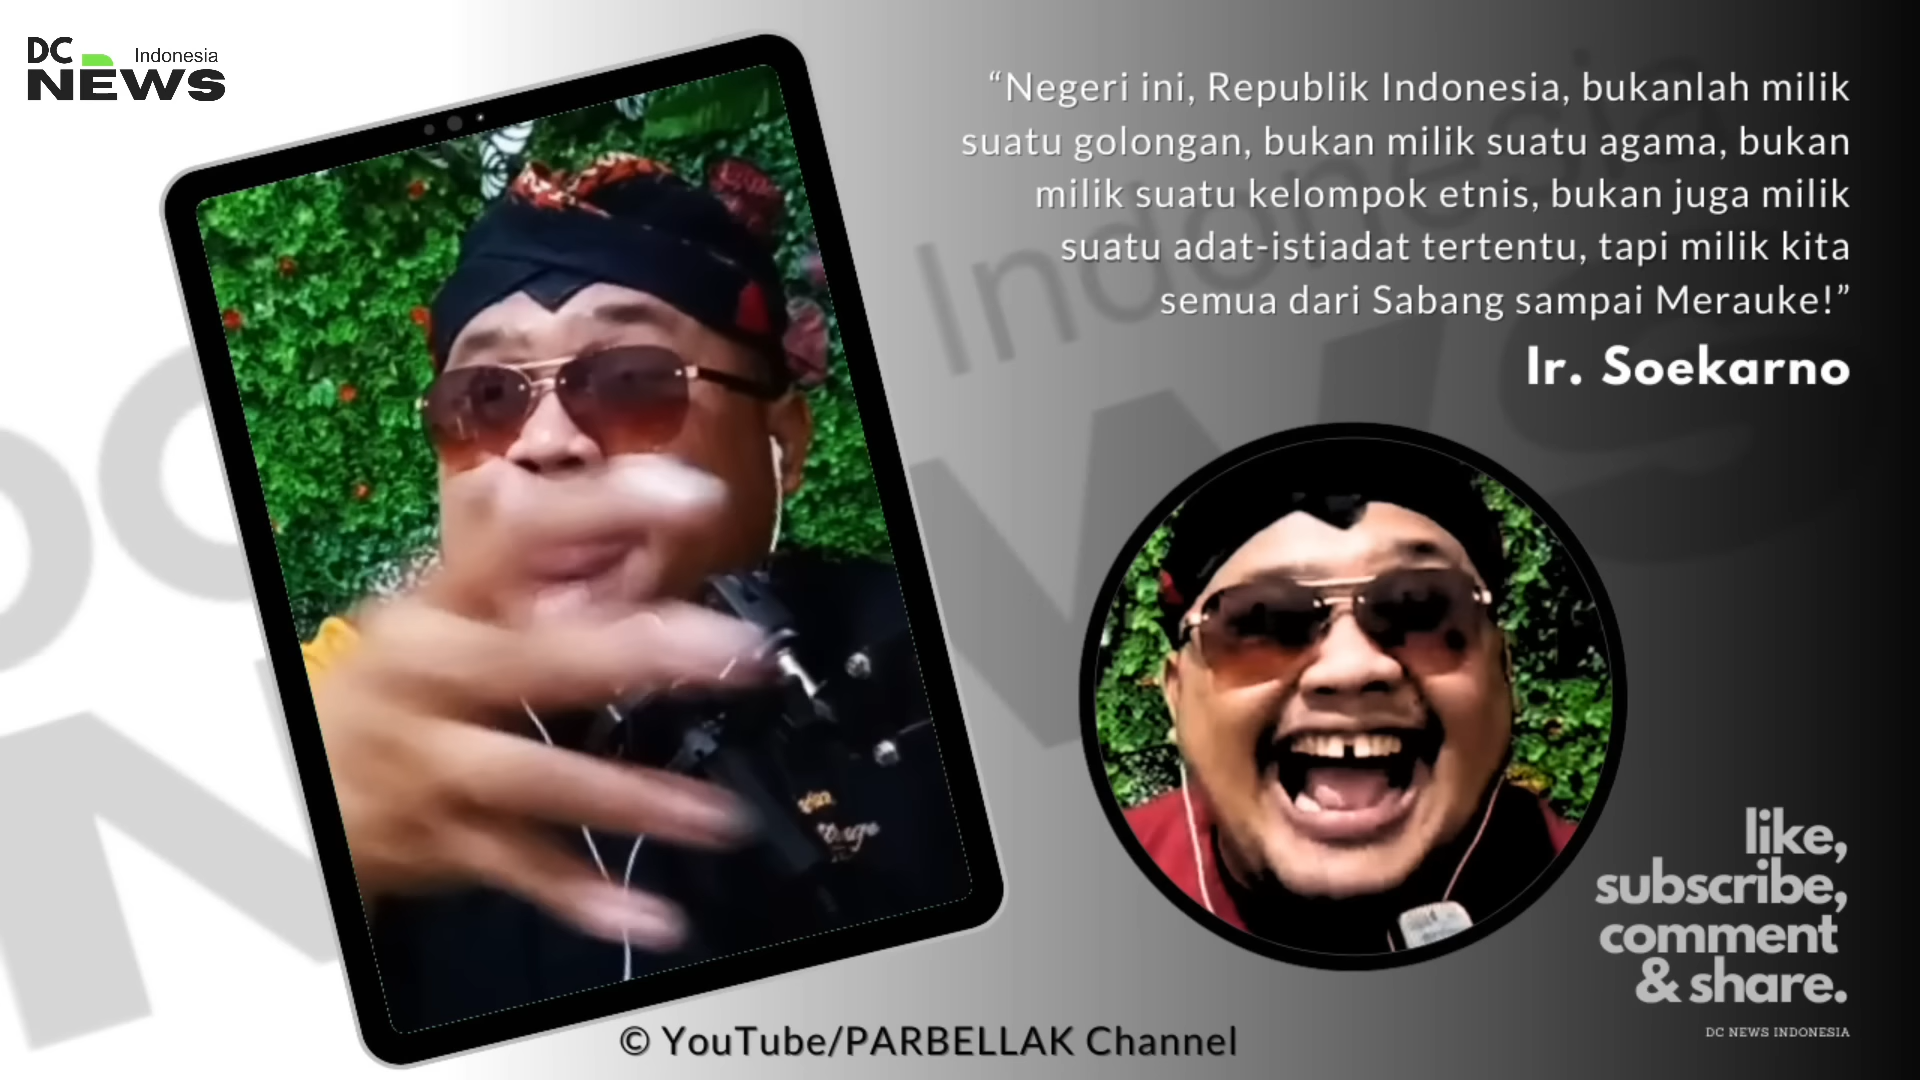 DC
Indonesia
NEWS
“Negeri ini, Republik Indonesia, bukanlah milik
suatu golongan, bukan milik suatu agama, bukan
milik suatu kelompok etnis, bukan juga milik
suatu adat-istiadat tertentu, tapi milik kita
semua dari Sabang sampai Merauke!”
Ir. Soekarno
like,
subscribe,
comment
& share.
DC NEWS INDONESIA
© YouTube/PARBELLAK Channel